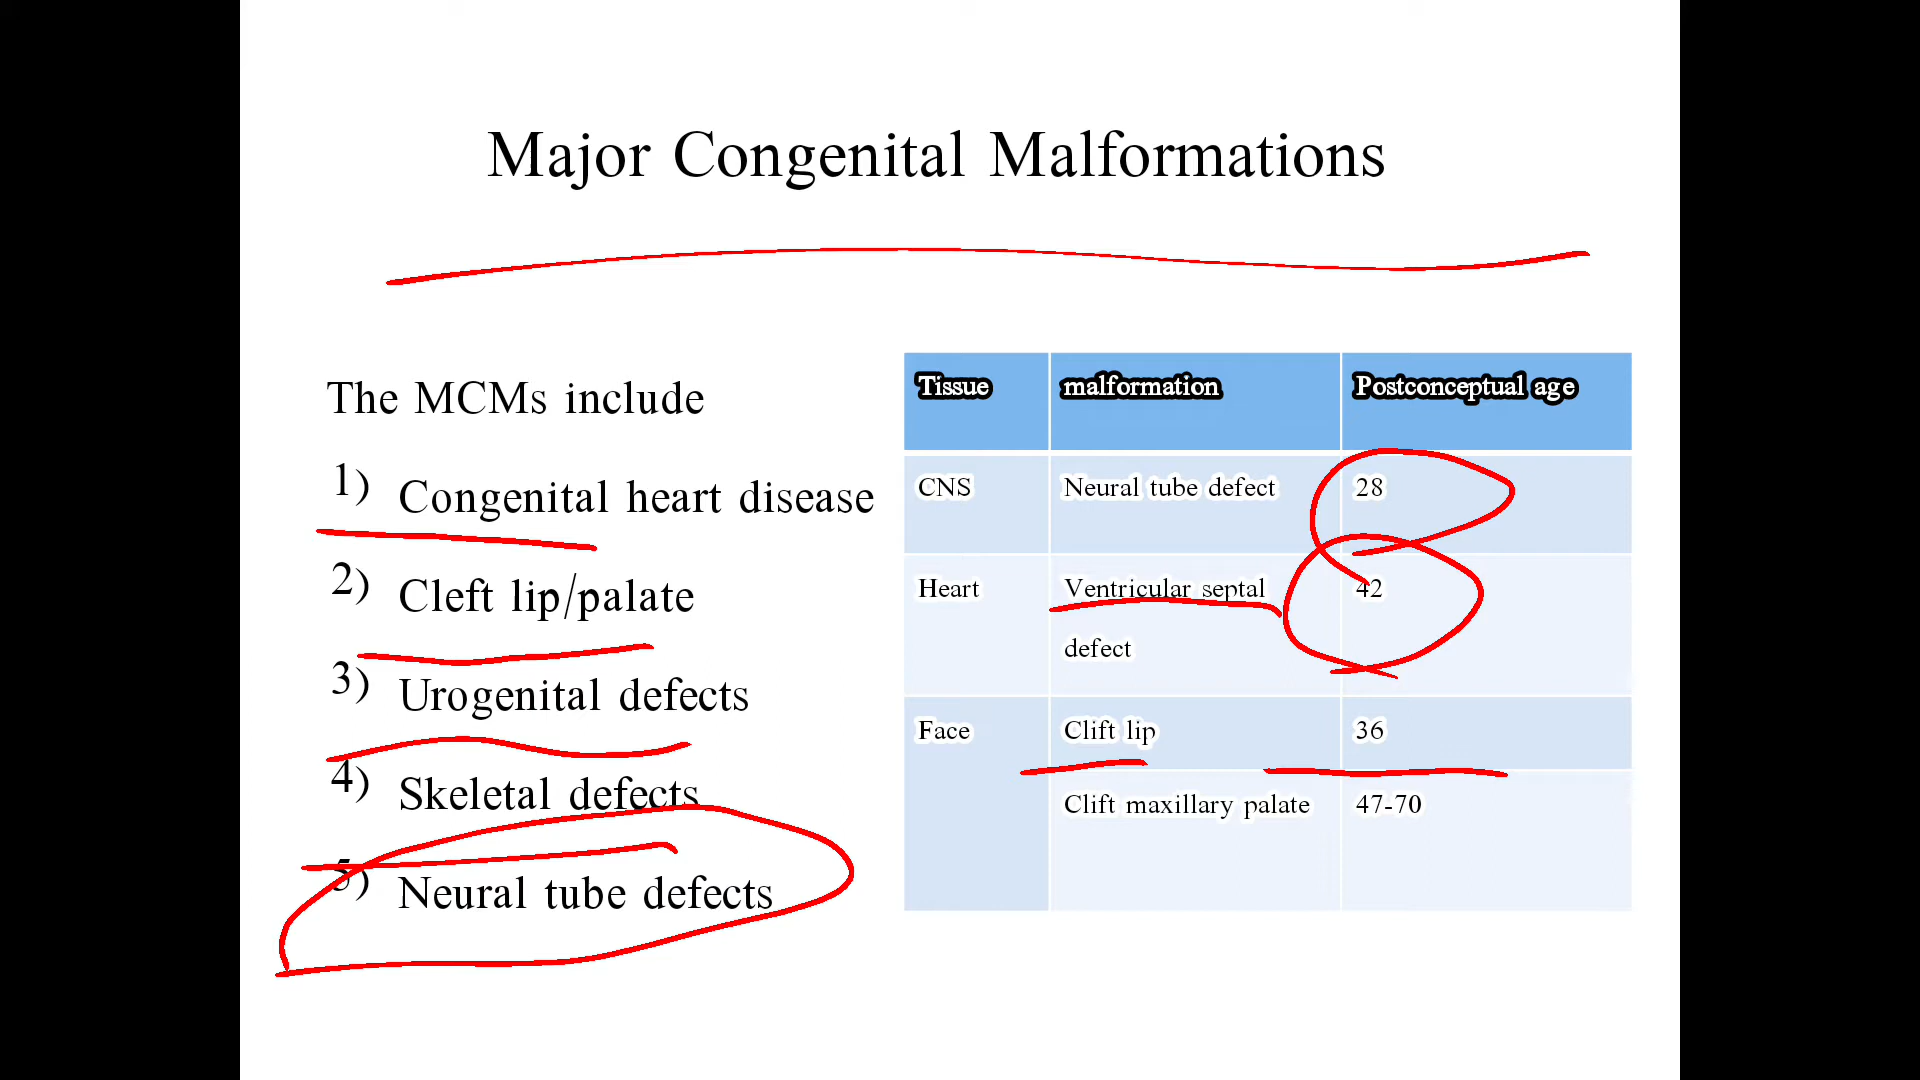 Major Congenital Malformations
The MCMs include
1) Congenital heart disease
2) Cleft lip/palate
3) Urogenital defects
4) Skeletal defects
5) Neural tube defects
Tissue malformation Postconceptual age
CNS Neural tube defect 28
Heart Ventricular septal 42
defect
Face Clift lip 36
Clift maxillary palate 47-70